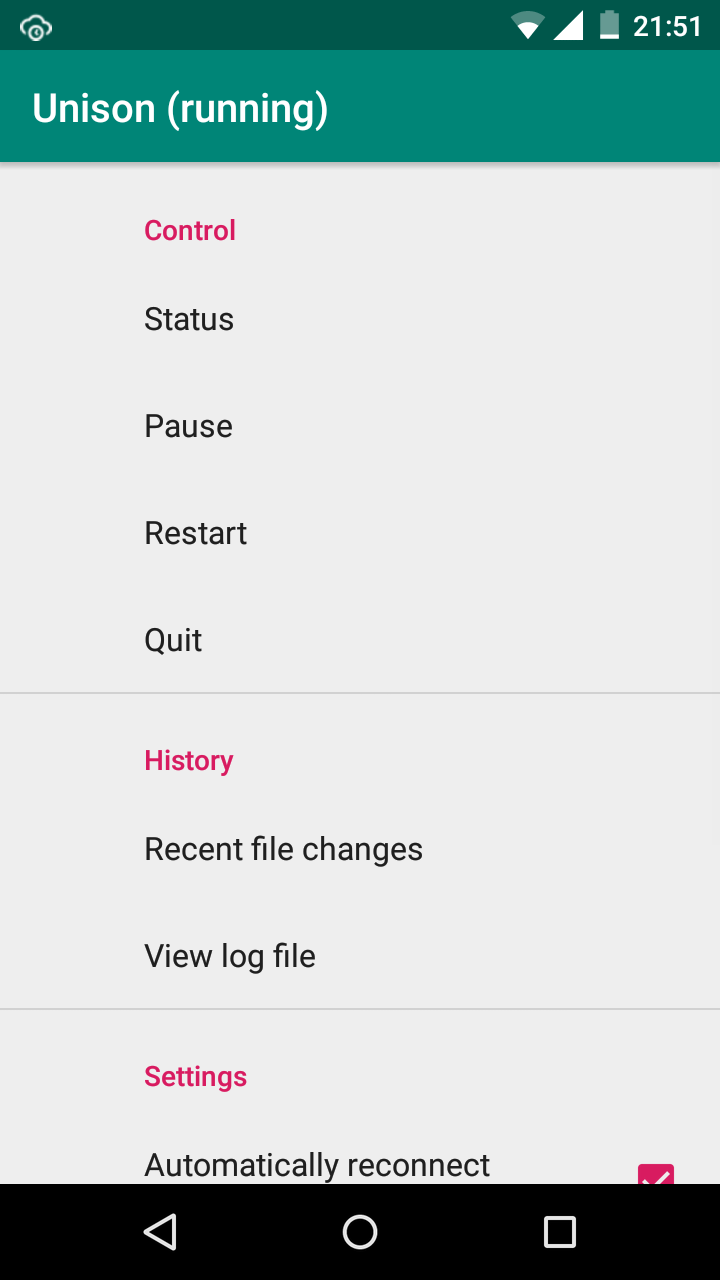 21:51
Unison (running)
Control
Status
Pause
Restart
Quit
History
Recent file changes
View log file
Settings
Automatically reconnect